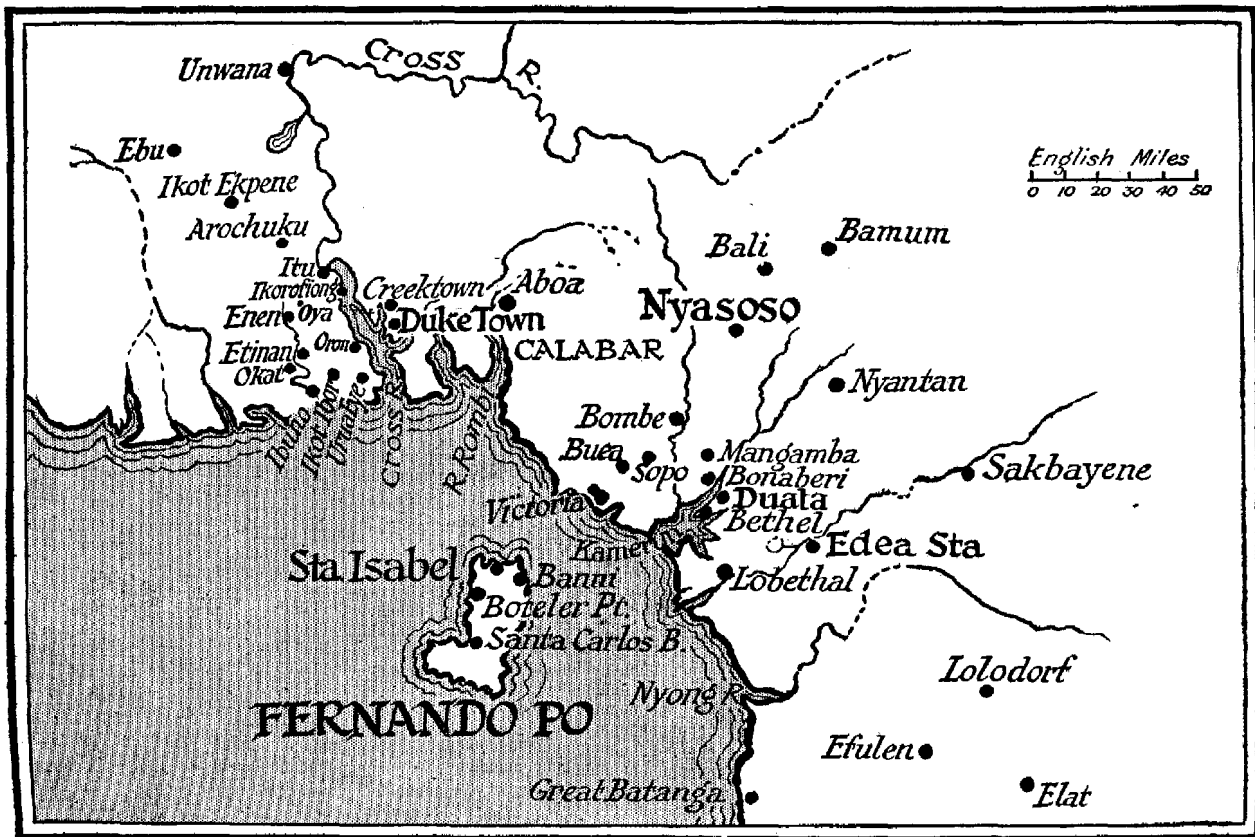 Cross R.
Unwana
Ebu
English Miles
0 10 20 30 40 50
Ikot Ekpene
Arochuku
Bali
Bamum
Itu
Ikorofiong
Creektown
Aboa
Enen
Oya
Duke Town
Nyasoso
CALABAR
Oron
Etinan
Okat
Nyantan
Ibuno
Ikot Ibor
Cross R.
R. Rombi
Bombe
Buea
Sopo
Mangamba
Bonaberi
Sakbayene
Duala
Victoria
Bethel
Edea Sta
Sta Isabel
Banni
Lobethal
Boteler Pt.
Santa Carlos B.
Lolodorf
Nyong R.
FERNANDO PO
Efulen
Great Batanga
Elat